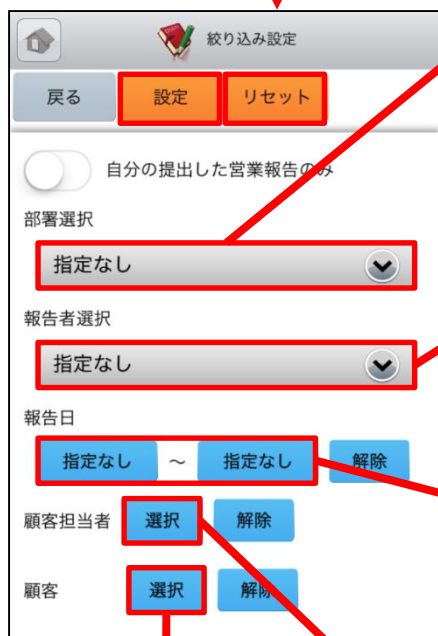 絞り込み設定
戻る 設定 リセット
自分の提出した営業報告のみ
部署選択
指定なし
報告者選択
指定なし
報告日
指定なし ～ 指定なし 解除
顧客担当者 選択 解除
顧客 選択 解除